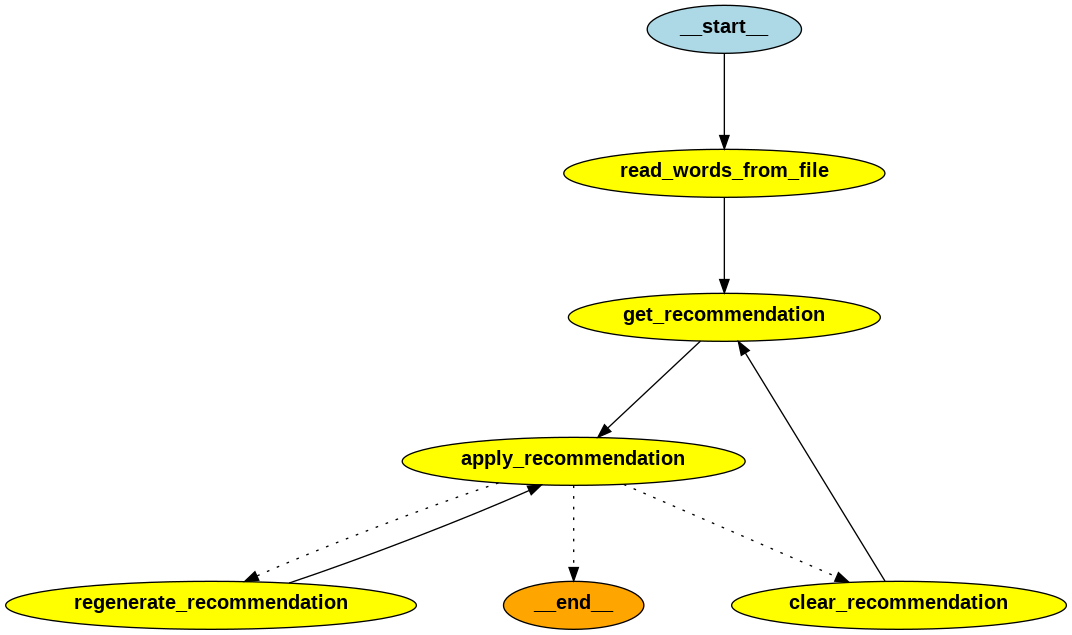 __start__
read_words_from_file
get_recommendation
apply_recommendation
regenerate_recommendation
__end__
clear_recommendation